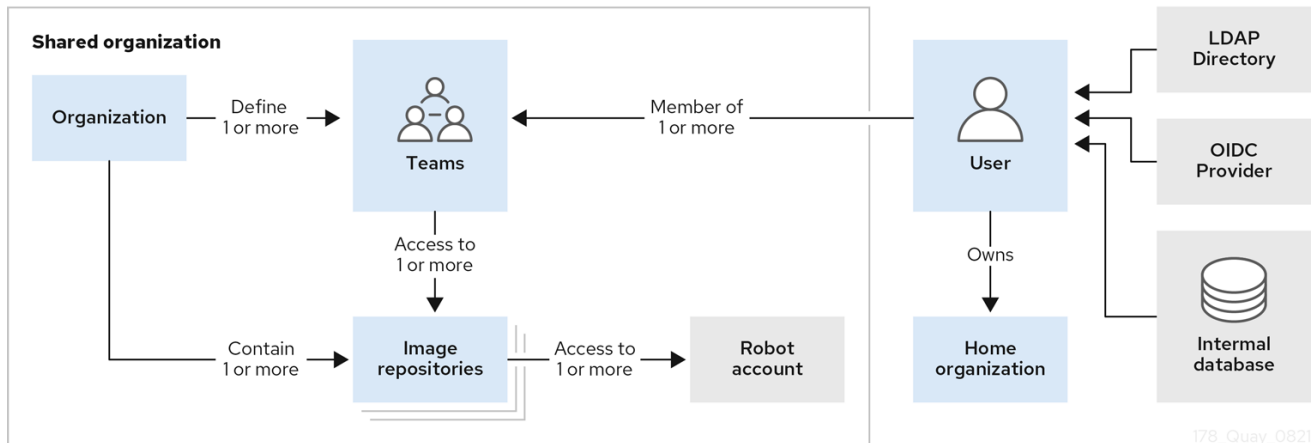 Shared organization
Organization
Define
1 or more
Teams
Member of
1 or more
User
LDAP
Directory
OIDC
Provider
Access to
1 or more
Owns
Contain
1 or more
Image
repositories
Access to
1 or more
Robot
account
Home
organization
Intermal
database
178_Quay_0821